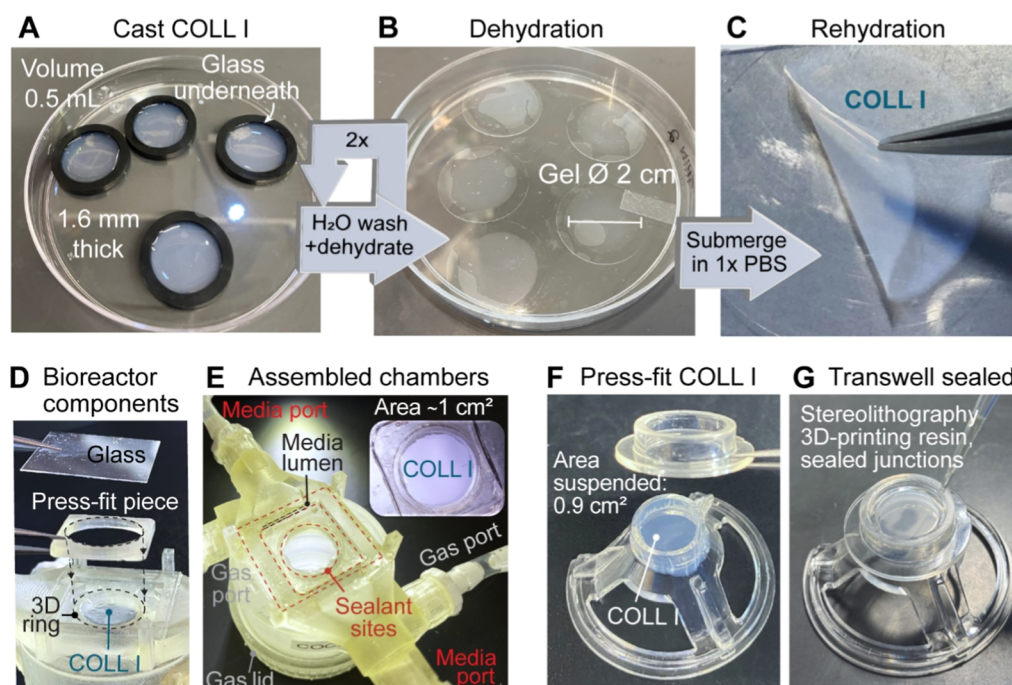 A Cast COLL I
Volume
0.5 mL
Glass
underneath
1.6 mm
thick
2x
H₂O wash
+dehydrate
B Dehydration
Gel Ø 2 cm
Submerge
in 1x PBS
C Rehydration
COLL I
D Bioreactor
components
Glass
Press-fit piece
3D
ring
COLL I
E Assembled chambers
Media port
Area ~1 cm²
Media
lumen
COLL I
Gas port
Gas
port
Sealant
sites
Media
port
Gas lid
F Press-fit COLL I
Area
suspended:
0.9 cm²
COLL I
G Transwell sealed
Stereolithography
3D-printing resin,
sealed junctions